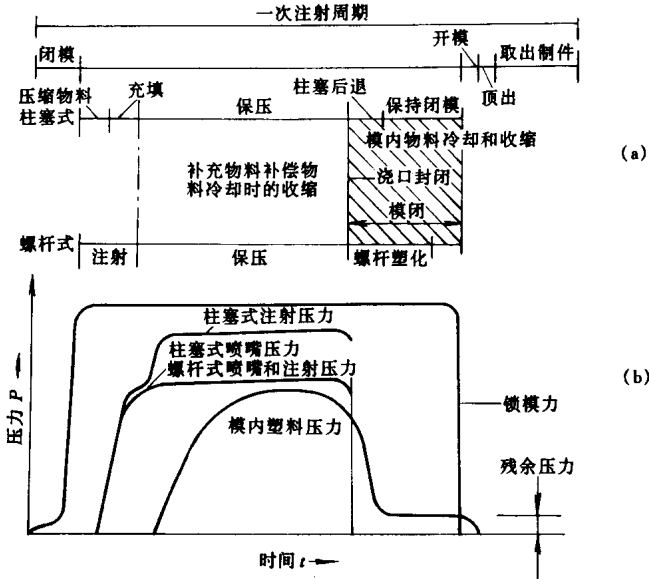 一次注射周期
闭模
开模
取出制件
顶出
压缩物料
充填
柱塞后退
柱塞式
保压
保持闭模
模内物料冷却和收缩
(a)
补充物料补偿物
料冷却时的收缩
浇口封闭
模闭
螺杆式
注射
保压
螺杆塑化
柱塞式注射压力
柱塞式喷嘴压力
螺杆式喷嘴和注射压力
(b)
锁模力
模内塑料压力
压力 P
残余压力
时间 t